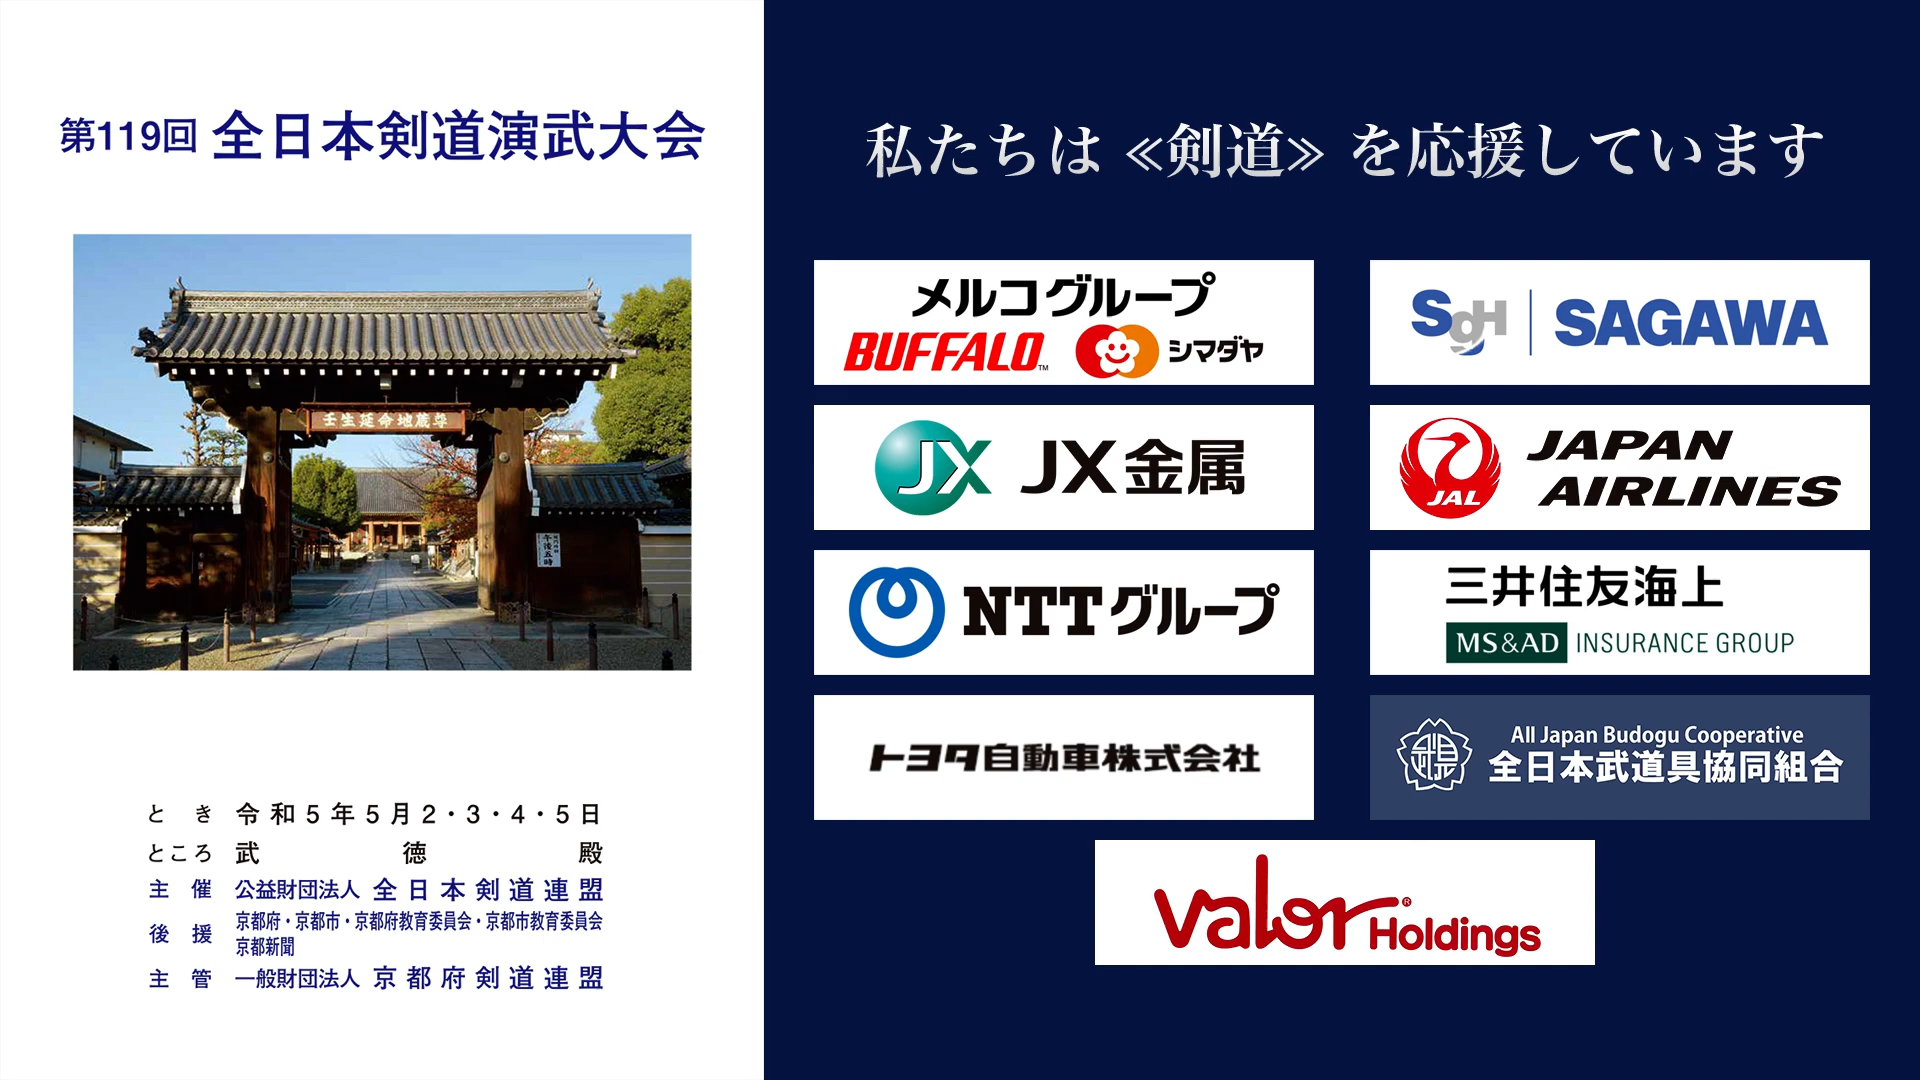 第119回 全日本剣道演武大会
壬生延命地蔵尊
午後五時
とき 令和5年5月2・3・4・5日
ところ 武徳殿
主催 公益財団法人 全日本剣道連盟
後援 京都府・京都市・京都府教育委員会・京都市教育委員会
京都新聞
主管 一般財団法人 京都府剣道連盟
私たちは ≪剣道≫ を応援しています
メルコグループ
BUFFALO™ シマダヤ
SGH SAGAWA
JX JX金属
JAL JAPAN AIRLINES
NTTグループ
三井住友海上
MS&AD INSURANCE GROUP
トヨタ自動車株式会社
All Japan Budogu Cooperative
全日本武道具協同組合
valor® Holdings